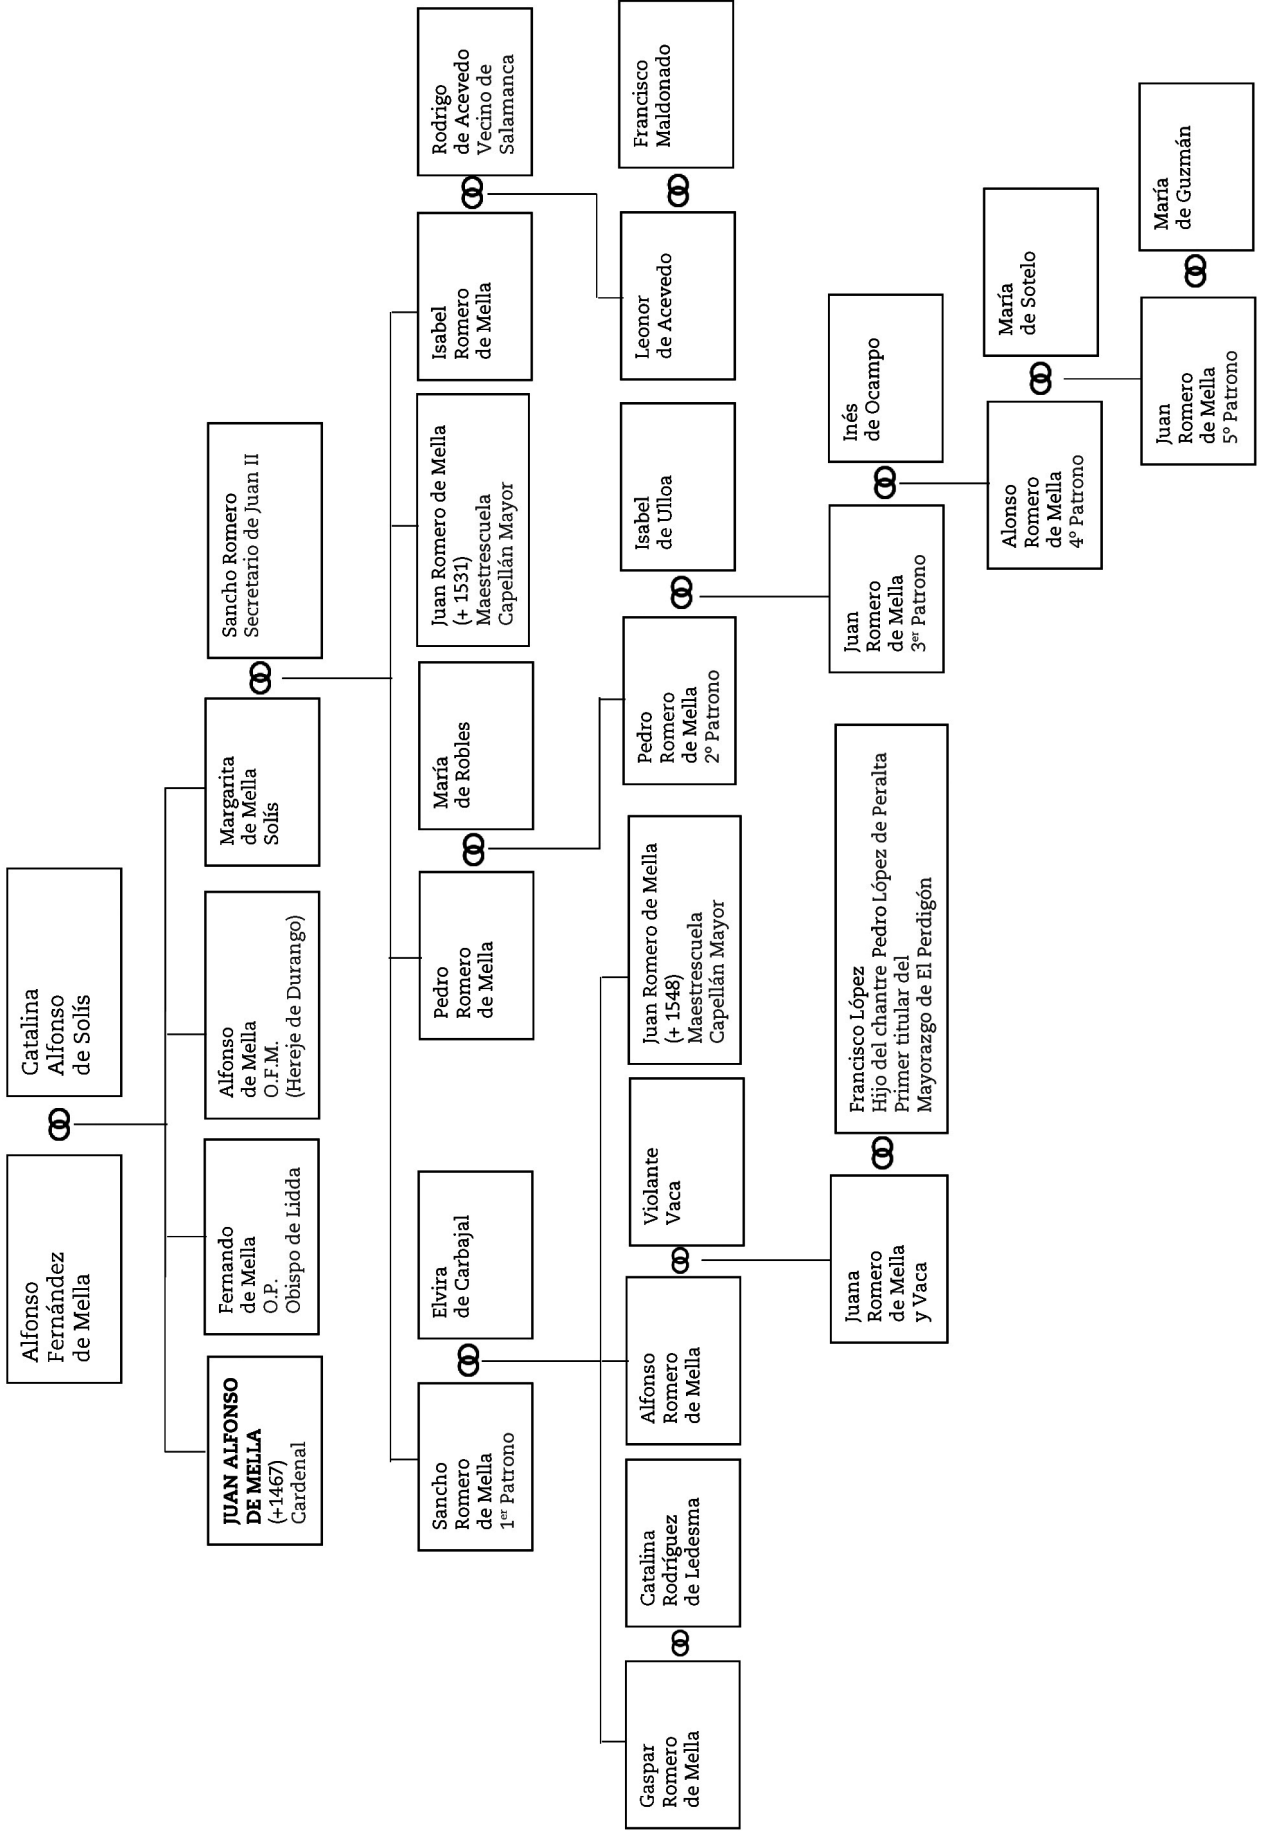 Alfonso
Fernández
de Mella
Catalina
Alfonso
de Solís
JUAN ALFONSO
DE MELLA
(+1467)
Cardenal
Fernando
de Mella
O.P.
Obispo de Lidda
Alfonso
de Mella
O.F.M.
(Hereje de Durango)
Margarita
de Mella
Solís
Sancho Romero
Secretario de Juan II
Sancho
Romero
de Mella
1er Patrono
Elvira
de Carbajal
Pedro
Romero
de Mella
María
de Robles
Juan Romero de Mella
(+ 1531)
Maestrescuela
Capellán Mayor
Isabel
Romero
de Mella
Rodrigo
de Acevedo
Vecino de
Salamanca
Gaspar
Romero
de Mella
Catalina
Rodríguez
de Ledesma
Alfonso
Romero
de Mella
Violante
Vaca
Juan Romero de Mella
(+ 1548)
Maestrescuela
Capellán Mayor
Pedro
Romero
de Mella
2º Patrono
Isabel
de Ulloa
Leonor
de Acevedo
Francisco
Maldonado
Juana
Romero
de Mella
y Vaca
Francisco López
Hijo del chantre Pedro López de Peralta
Primer titular del
Mayorazgo de El Perdigón
Juan
Romero
de Mella
3er Patrono
Inés
de Ocampo
Alonso
Romero
de Mella
4º Patrono
María
de Sotelo
Juan
Romero
de Mella
5º Patrono
María
de Guzmán